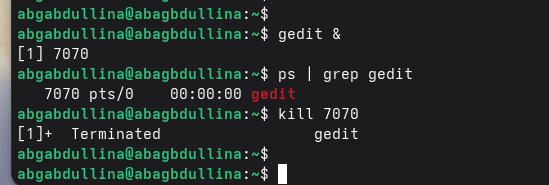 abgabdullina@abagbdullina:~$
abgabdullina@abagbdullina:~$ gedit &
[1] 7070
abgabdullina@abagbdullina:~$ ps | grep gedit
   7070 pts/0    00:00:00 gedit
abgabdullina@abagbdullina:~$ kill 7070
[1]+  Terminated              gedit
abgabdullina@abagbdullina:~$
abgabdullina@abagbdullina:~$